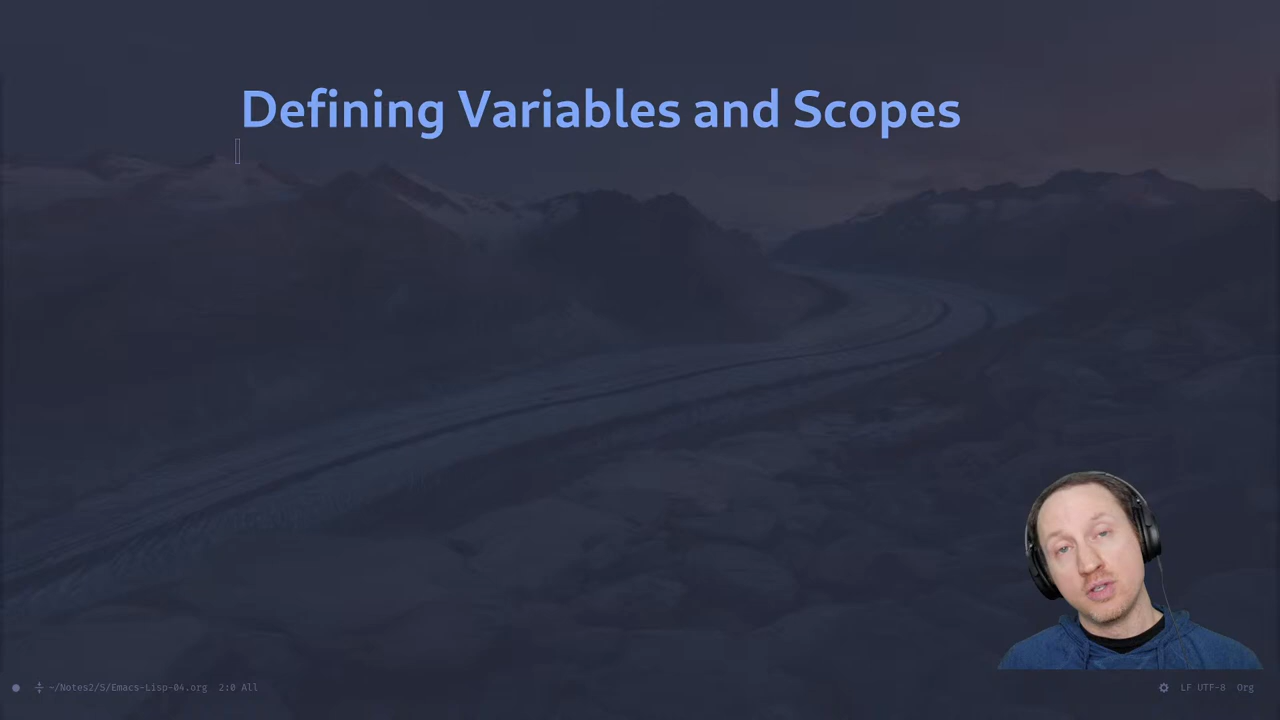 Defining Variables and Scopes
~/Notes2/S/Emacs-Lisp-04.org 2:0 All
LF UTF-8 Org